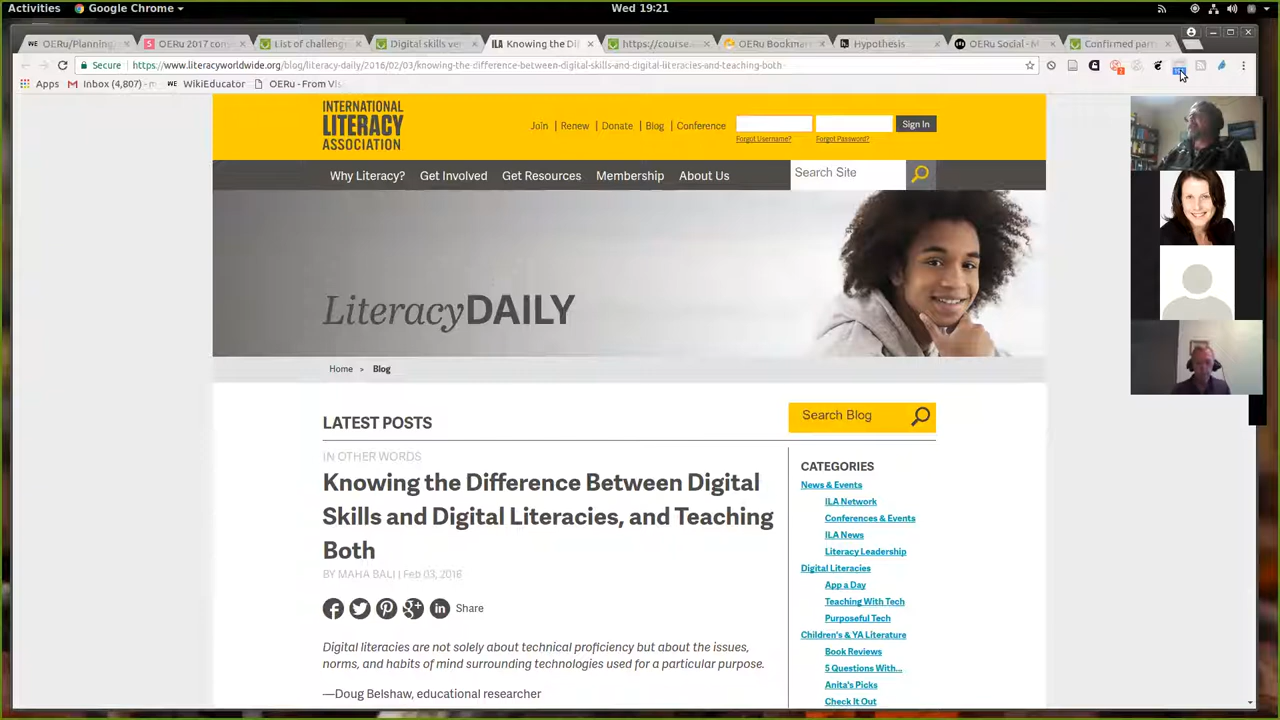 Activities Google Chrome Wed 19:21
OERu/Planning OERu 2017 com List of challeng Digital skills ve ILA Knowing the Di https://course. OERu Bookmar Hypothesis OERu Social - M Confirmed part
Secure https://www.literacyworldwide.org/blog/literacy-daily/2016/02/03/knowing-the-difference-between-digital-skills-and-digital-literacies-and-teaching-both-
Apps Inbox (4,807) - m WikiEducator OERu - From Vis
INTERNATIONAL
LITERACY
ASSOCIATION
Join | Renew | Donate | Blog | Conference Sign In
Forgot Username? Forgot Password?
Why Literacy? Get Involved Get Resources Membership About Us Search Site
LiteracyDAILY
Home > Blog
LATEST POSTS
Search Blog
IN OTHER WORDS
Knowing the Difference Between Digital
Skills and Digital Literacies, and Teaching
Both
BY MAHA BALI | Feb 03, 2016
Share
Digital literacies are not solely about technical proficiency but about the issues,
norms, and habits of mind surrounding technologies used for a particular purpose.
—Doug Belshaw, educational researcher
CATEGORIES
News & Events
ILA Network
Conferences & Events
ILA News
Literacy Leadership
Digital Literacies
App a Day
Teaching With Tech
Purposeful Tech
Children's & YA Literature
Book Reviews
5 Questions With...
Anita's Picks
Check It Out